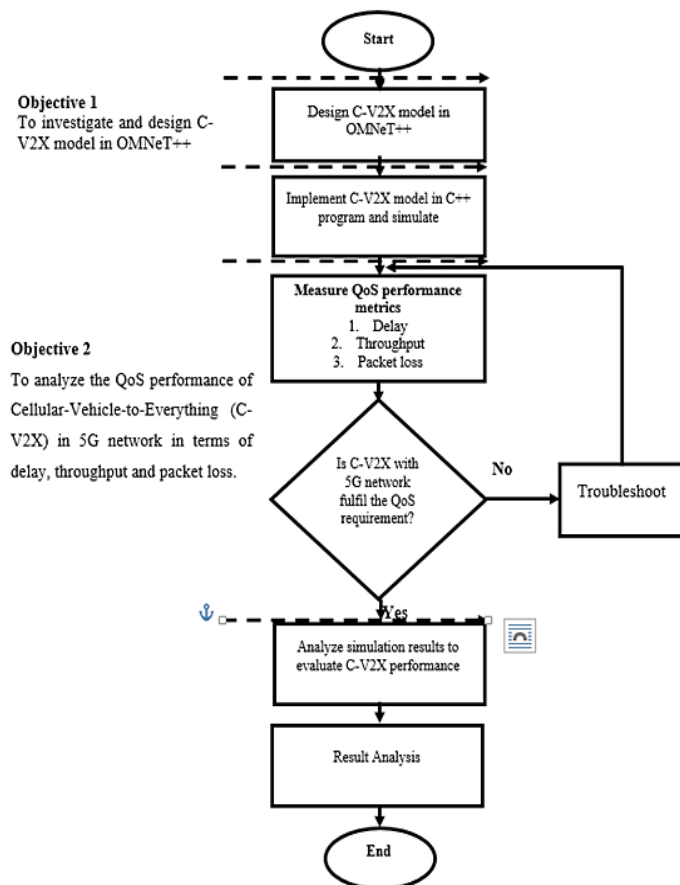 Start
Objective 1
To investigate and design C-
V2X model in OMNeT++
Design C-V2X model in
OMNeT++
Implement C-V2X model in C++
program and simulate
Measure QoS performance
metrics
1. Delay
2. Throughput
3. Packet loss
Objective 2
To analyze the QoS performance of
Cellular-Vehicle-to-Everything (C-
V2X) in 5G network in terms of
delay, throughput and packet loss.
Is C-V2X with
5G network
fulfil the QoS
requirement?
No
Troubleshoot
Yes
Analyze simulation results to
evaluate C-V2X performance
Result Analysis
End